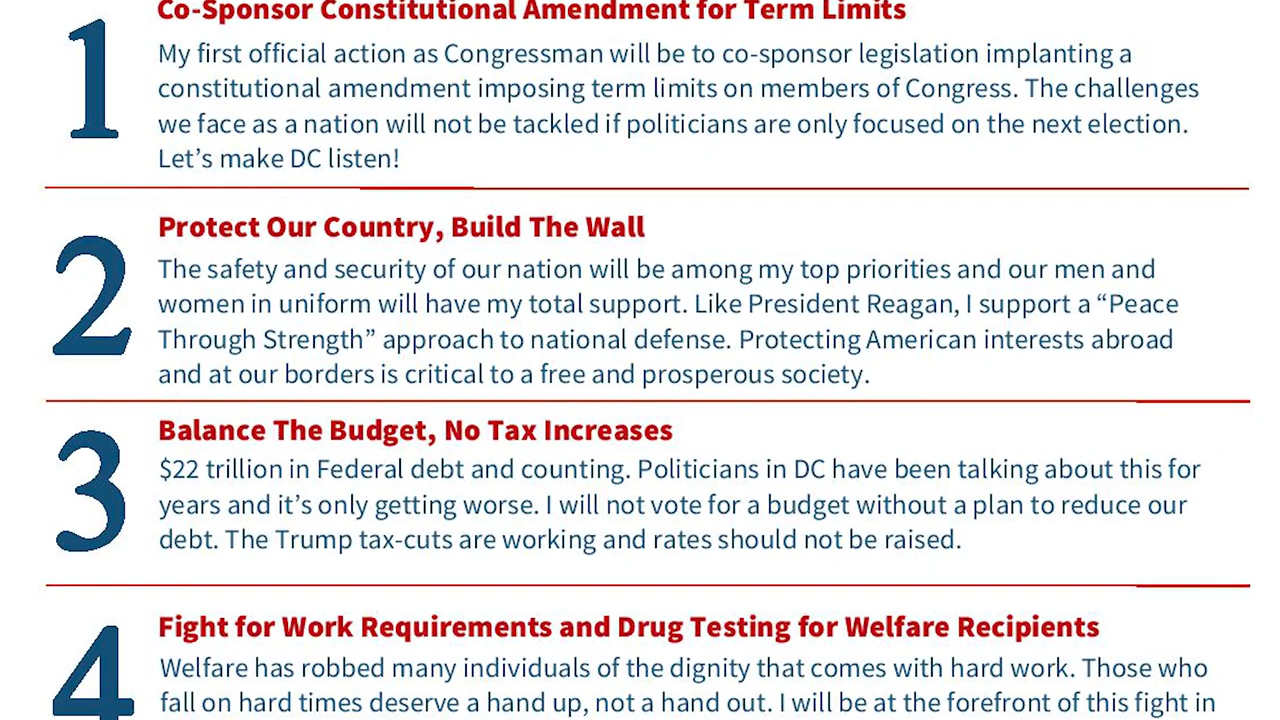 1
Co-Sponsor Constitutional Amendment for Term Limits
My first official action as Congressman will be to co-sponsor legislation implanting a
constitutional amendment imposing term limits on members of Congress. The challenges
we face as a nation will not be tackled if politicians are only focused on the next election.
Let’s make DC listen!
2
Protect Our Country, Build The Wall
The safety and security of our nation will be among my top priorities and our men and
women in uniform will have my total support. Like President Reagan, I support a “Peace
Through Strength” approach to national defense. Protecting American interests abroad
and at our borders is critical to a free and prosperous society.
3
Balance The Budget, No Tax Increases
$22 trillion in Federal debt and counting. Politicians in DC have been talking about this for
years and it’s only getting worse. I will not vote for a budget without a plan to reduce our
debt. The Trump tax-cuts are working and rates should not be raised.
4
Fight for Work Requirements and Drug Testing for Welfare Recipients
Welfare has robbed many individuals of the dignity that comes with hard work. Those who
fall on hard times deserve a hand up, not a hand out. I will be at the forefront of this fight in